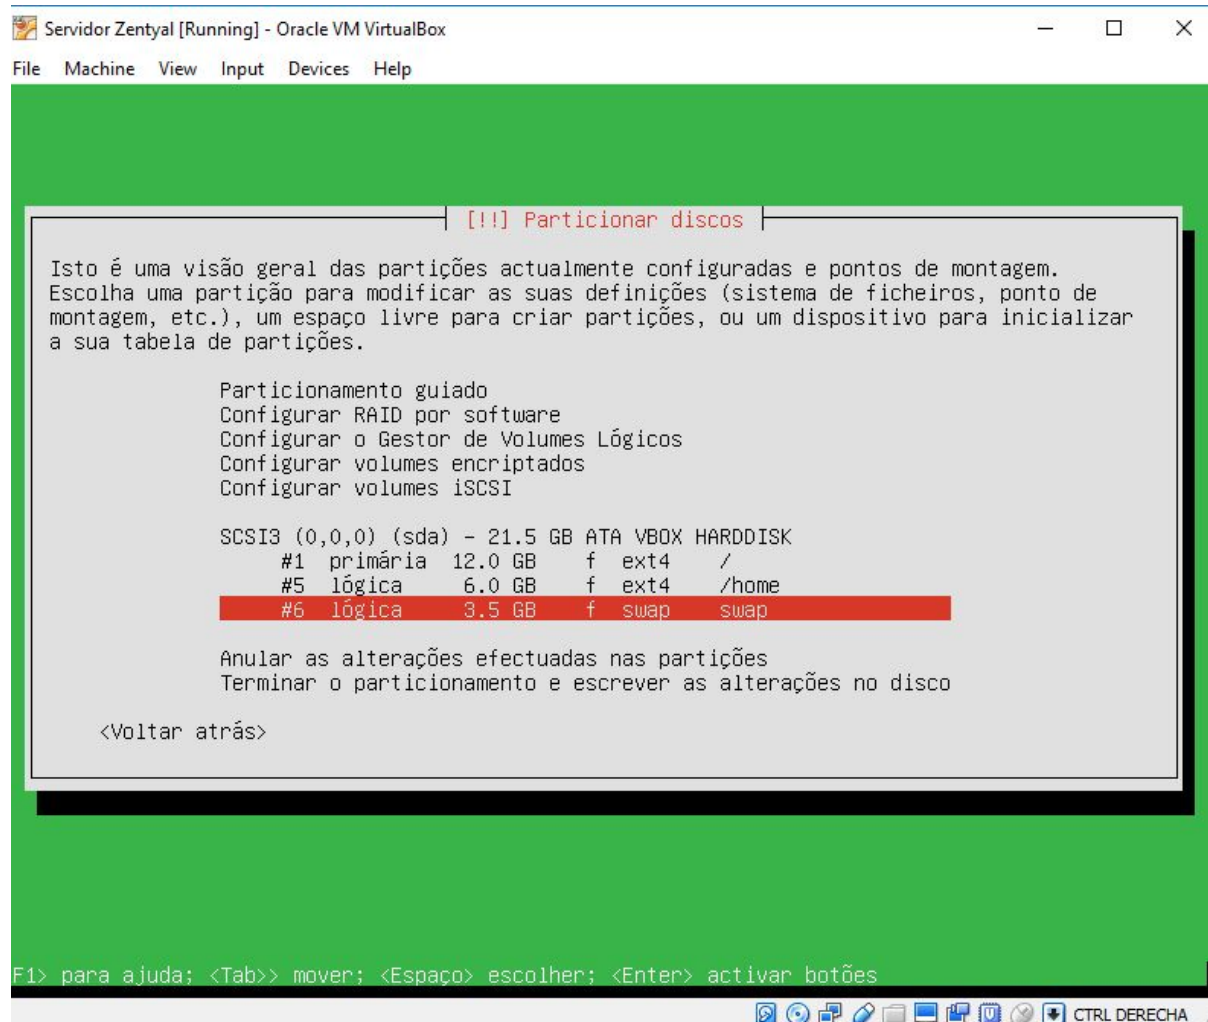 Servidor Zentyal [Running] - Oracle VM VirtualBox
File Machine View Input Devices Help
[!!] Particionar discos
Isto é uma visão geral das partições actualmente configuradas e pontos de montagem.
Escolha uma partição para modificar as suas definições (sistema de ficheiros, ponto de
montagem, etc.), um espaço livre para criar partições, ou um dispositivo para inicializar
a sua tabela de partições.
Particionamento guiado
Configurar RAID por software
Configurar o Gestor de Volumes Lógicos
Configurar volumes encriptados
Configurar volumes iSCSI
SCSI3 (0,0,0) (sda) - 21.5 GB ATA VBOX HARDDISK
#1 primária 12.0 GB f ext4 /
#5 lógica 6.0 GB f ext4 /home
#6 lógica 3.5 GB f swap swap
Anular as alterações efectuadas nas partições
Terminar o particionamento e escrever as alterações no disco
<Voltar atrás>
F1> para ajuda; <Tab>> mover; <Espaço> escolher; <Enter> activar botões
CTRL DERECHA